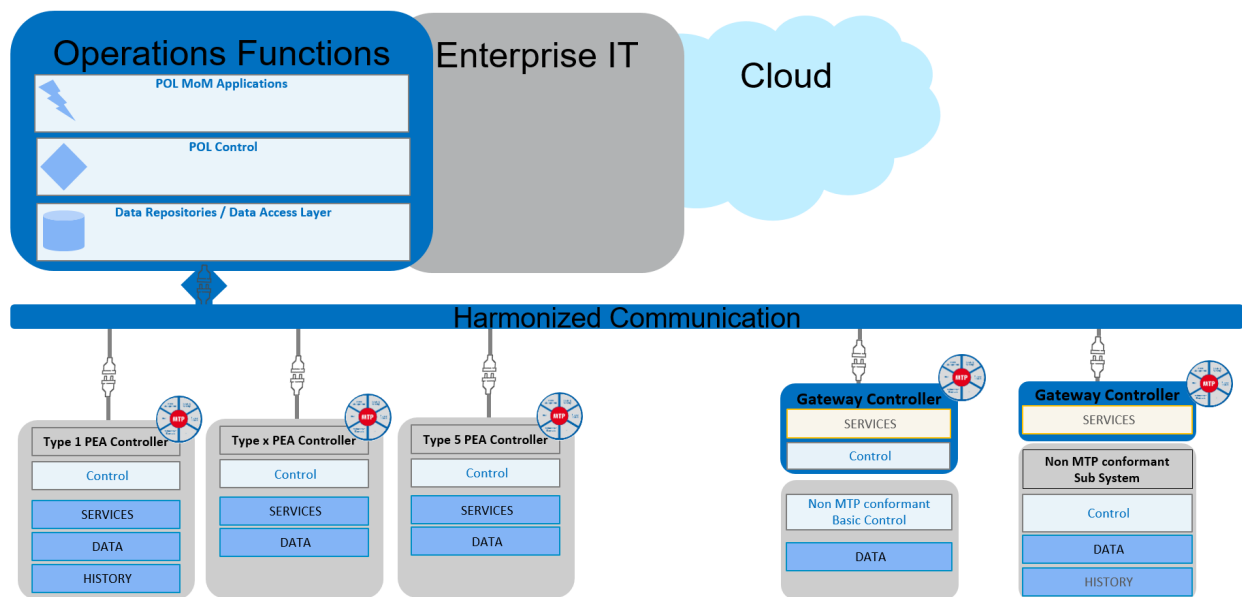 Operations Functions
Enterprise IT
Cloud
POL MoM Applications
POL Control
Data Repositories / Data Access Layer
Harmonized Communication
MTP
Type 1 PEA Controller
Control
SERVICES
DATA
HISTORY
MTP
Type x PEA Controller
Control
SERVICES
DATA
MTP
Type 5 PEA Controller
Control
SERVICES
DATA
MTP
Gateway Controller
SERVICES
Control
Non MTP conformant
Basic Control
DATA
MTP
Gateway Controller
SERVICES
Non MTP conformant
Sub System
Control
DATA
HISTORY